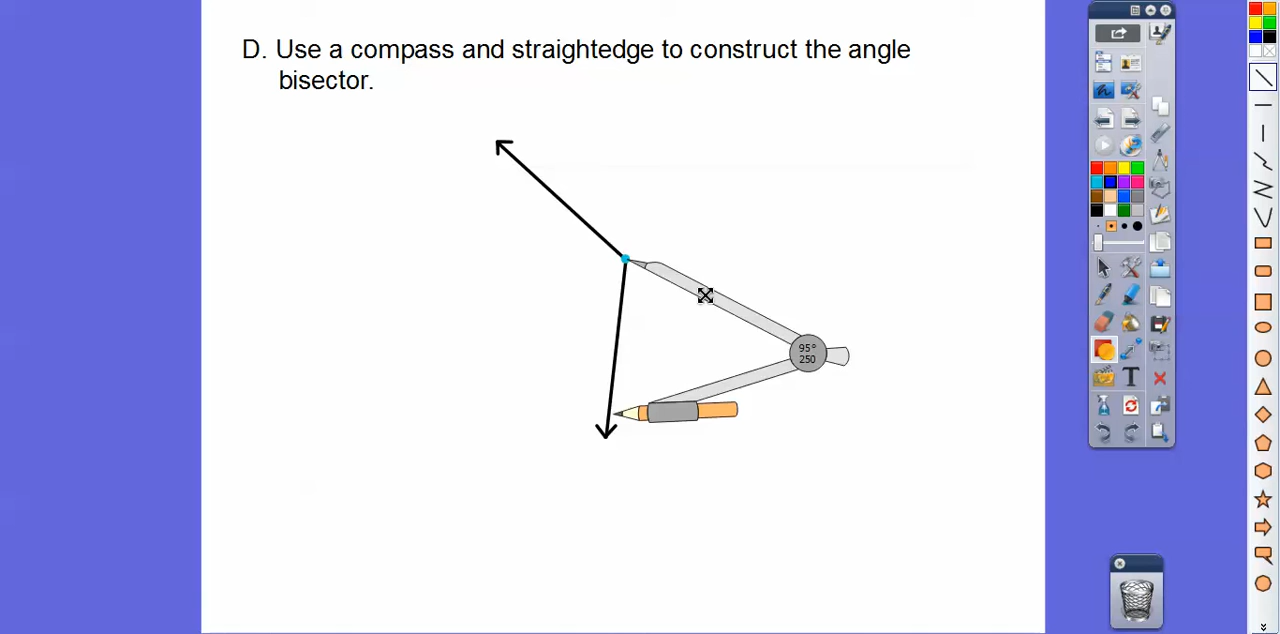 D. Use a compass and straightedge to construct the angle
bisector.
95°
250
T